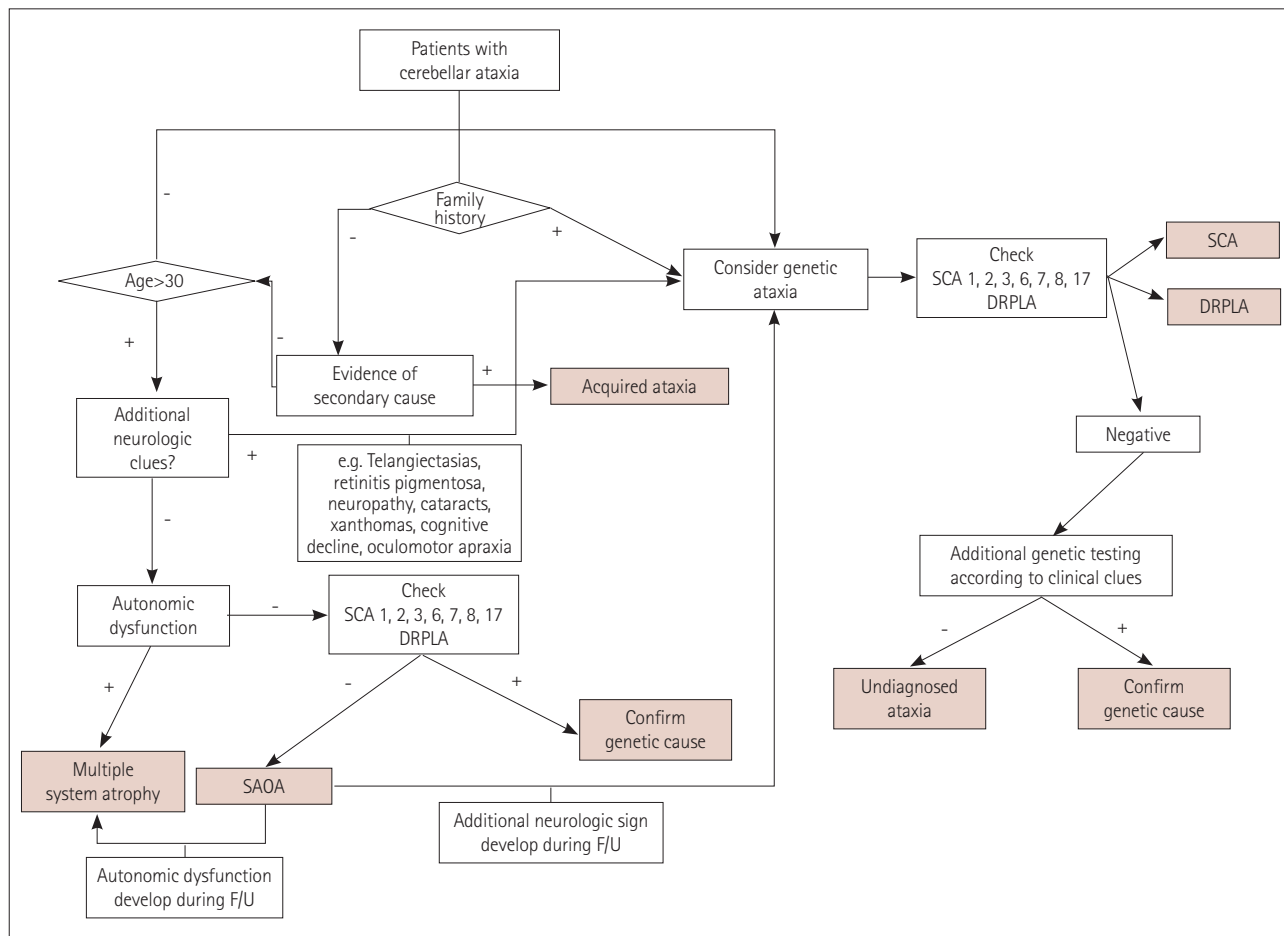 Patients with
cerebellar ataxia
-
Family
history
-
+
Age>30
-
+
Consider genetic
ataxia
Check
SCA 1, 2, 3, 6, 7, 8, 17
DRPLA
SCA
DRPLA
Evidence of
secondary cause
+
Acquired ataxia
Additional
neurologic
clues?
+
-
e.g. Telangiectasias,
retinitis pigmentosa,
neuropathy, cataracts,
xanthomas, cognitive
decline, oculomotor apraxia
Negative
Additional genetic testing
according to clinical clues
-
+
Undiagnosed
ataxia
Confirm
genetic cause
Autonomic
dysfunction
-
+
Check
SCA 1, 2, 3, 6, 7, 8, 17
DRPLA
-
+
Confirm
genetic cause
Multiple
system atrophy
SAOA
Additional neurologic sign
develop during F/U
Autonomic dysfunction
develop during F/U